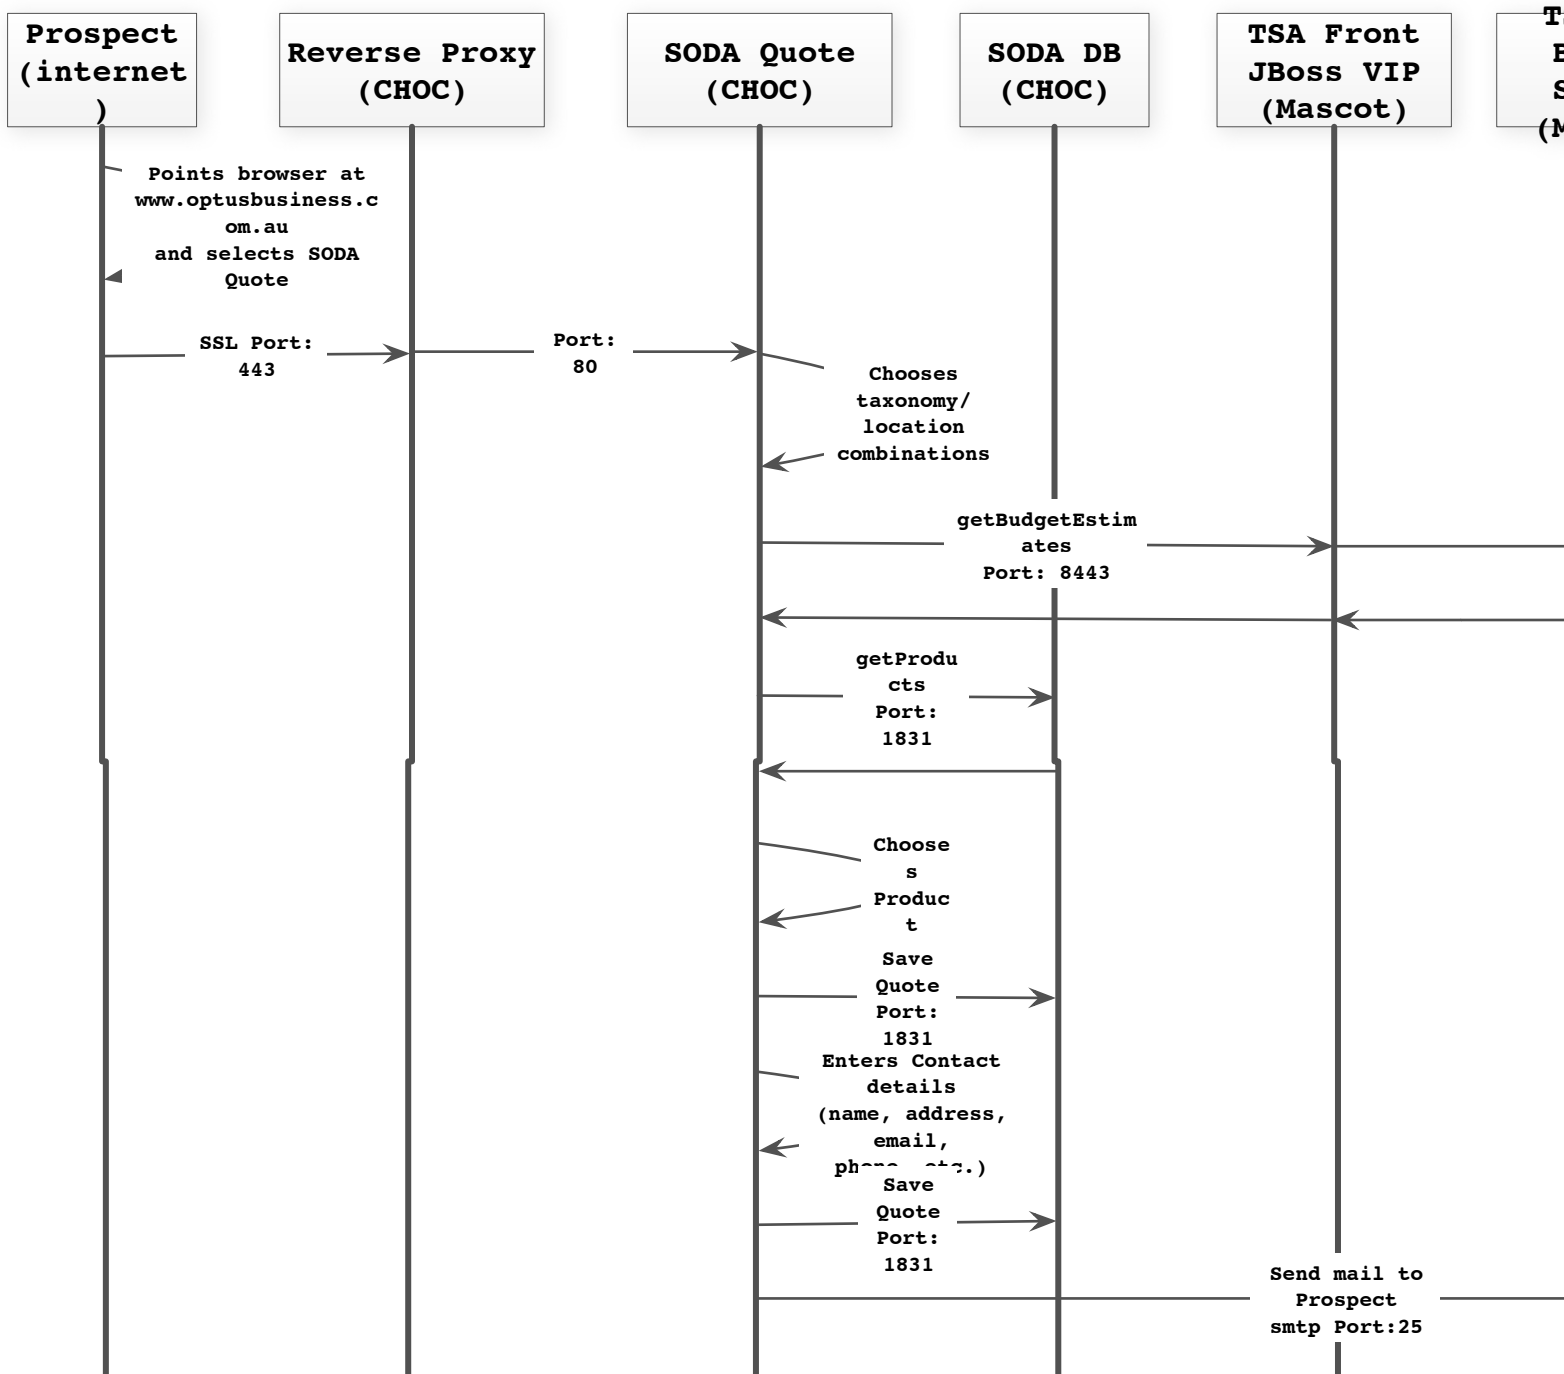 Prospect
(internet
)
Reverse Proxy
(CHOC)
SODA Quote
(CHOC)
SODA DB
(CHOC)
TSA Front
JBoss VIP
(Mascot)
Points browser at
www.optusbusiness.c
om.au
and selects SODA
Quote
SSL Port:
443
Port:
80
Chooses
taxonomy/
location
combinations
getBudgetEstim
ates
Port: 8443
getProdu
cts
Port:
1831
Choose
s
Produc
t
Save
Quote
Port:
1831
Enters Contact
details
(name, address,
email,
phone, etc.)
Save
Quote
Port:
1831
Send mail to
Prospect
smtp Port:25